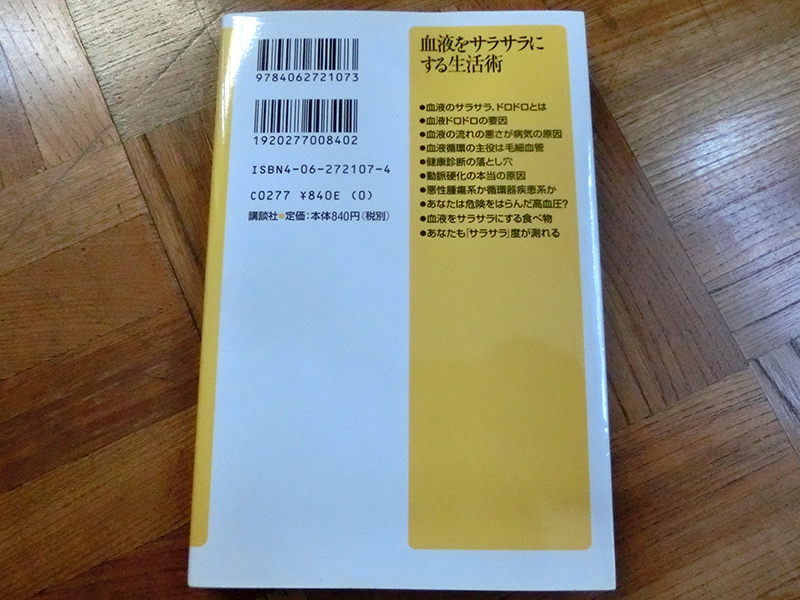 9784062721073
1920277008402
ISBN4-06-272107-4
C0277 ¥840E (0)
講談社●定価：本体840円(税別)
血液をサラサラに
する生活術
●血液のサラサラ、ドロドロとは
●血液ドロドロの要因
●血液の流れの悪さが病気の原因
●血液循環の主役は毛細血管
●健康診断の落とし穴
●動脈硬化の本当の原因
●悪性腫瘍系か循環器疾患系か
●あなたは危険をはらんだ高血圧?
●血液をサラサラにする食べ物
●あなたも「サラサラ」度が測れる